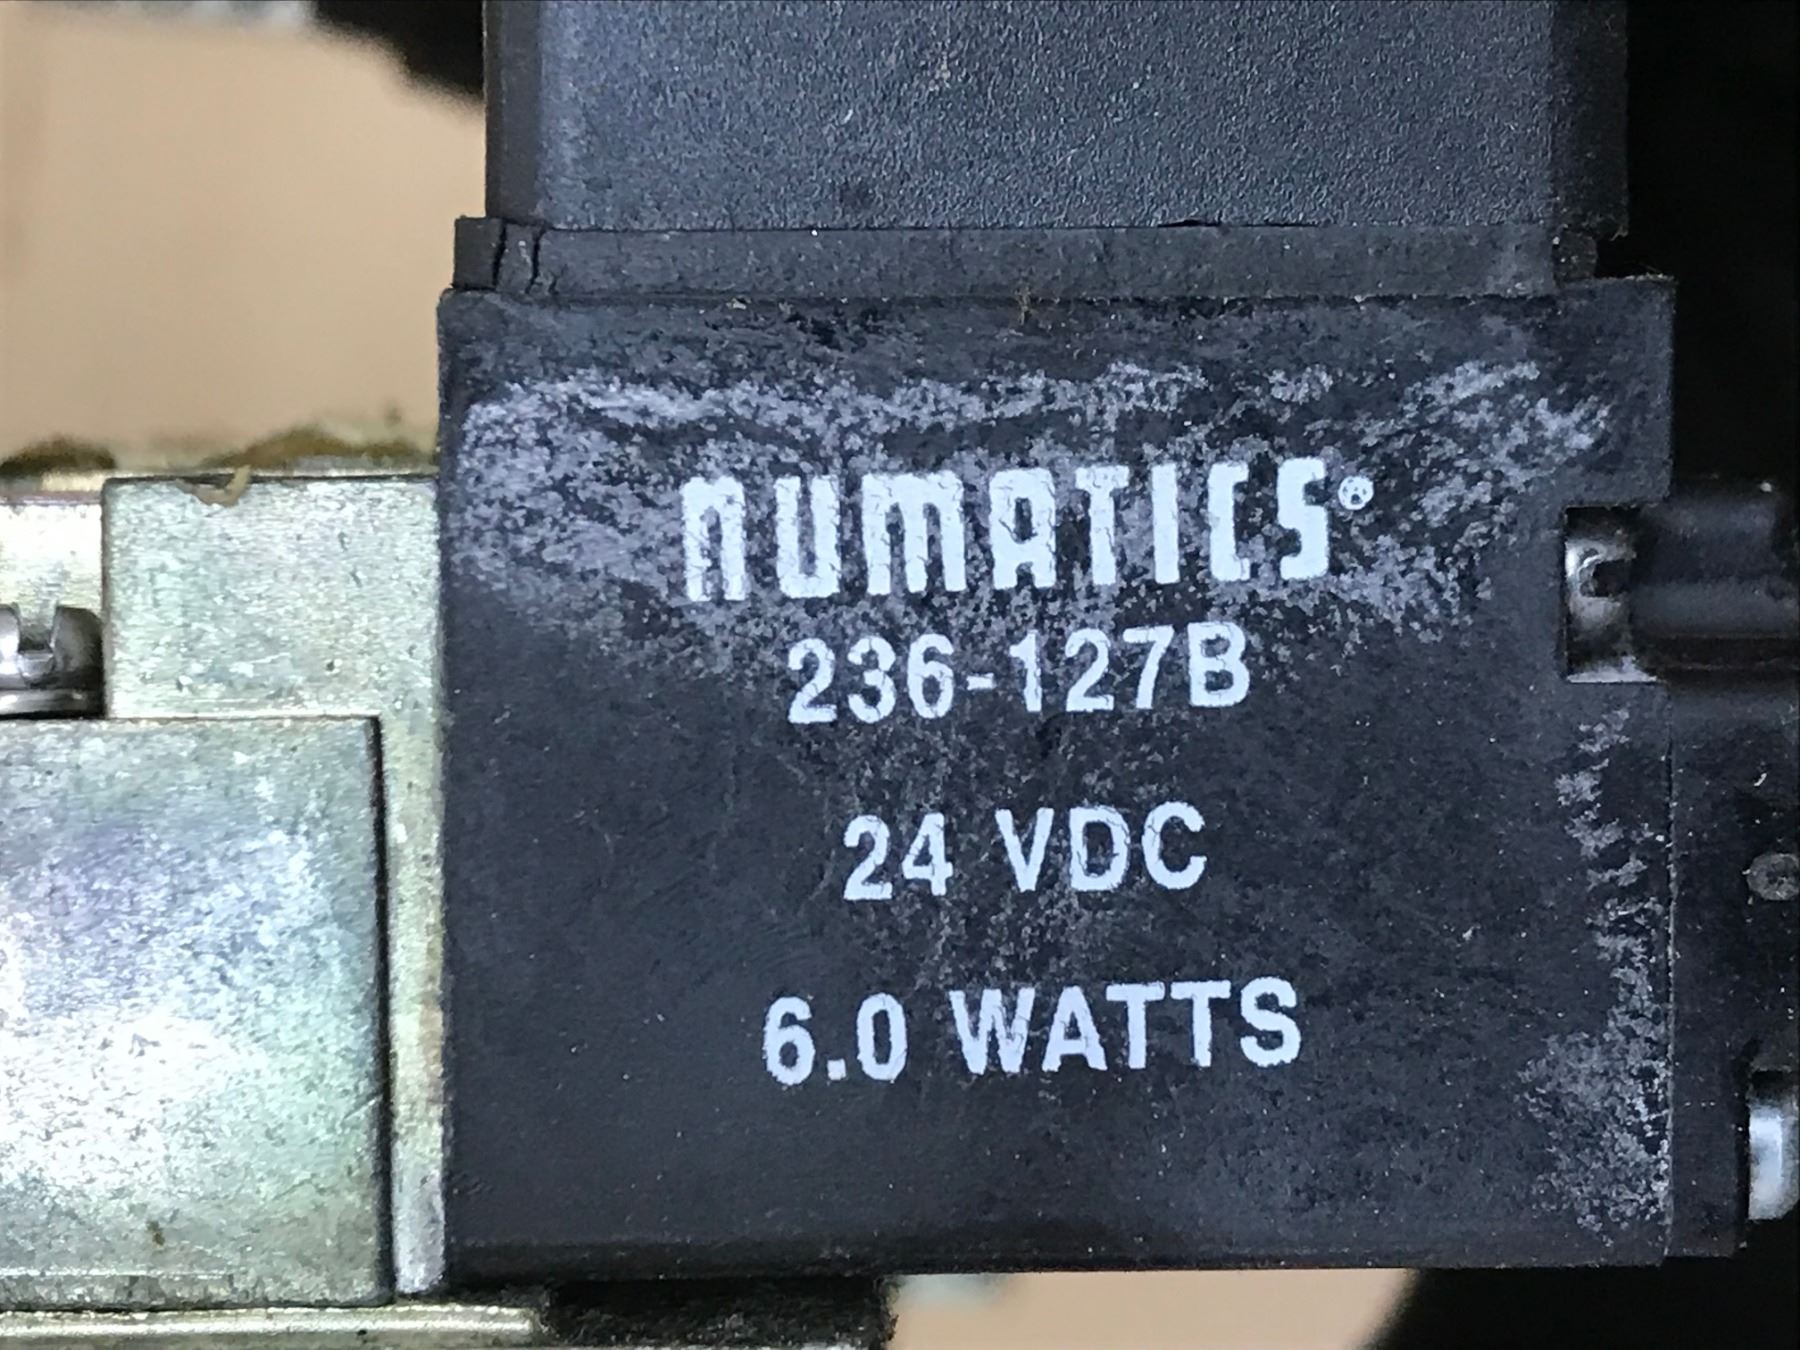 NUMATICS®
236-127B
24 VDC
6.0 WATTS